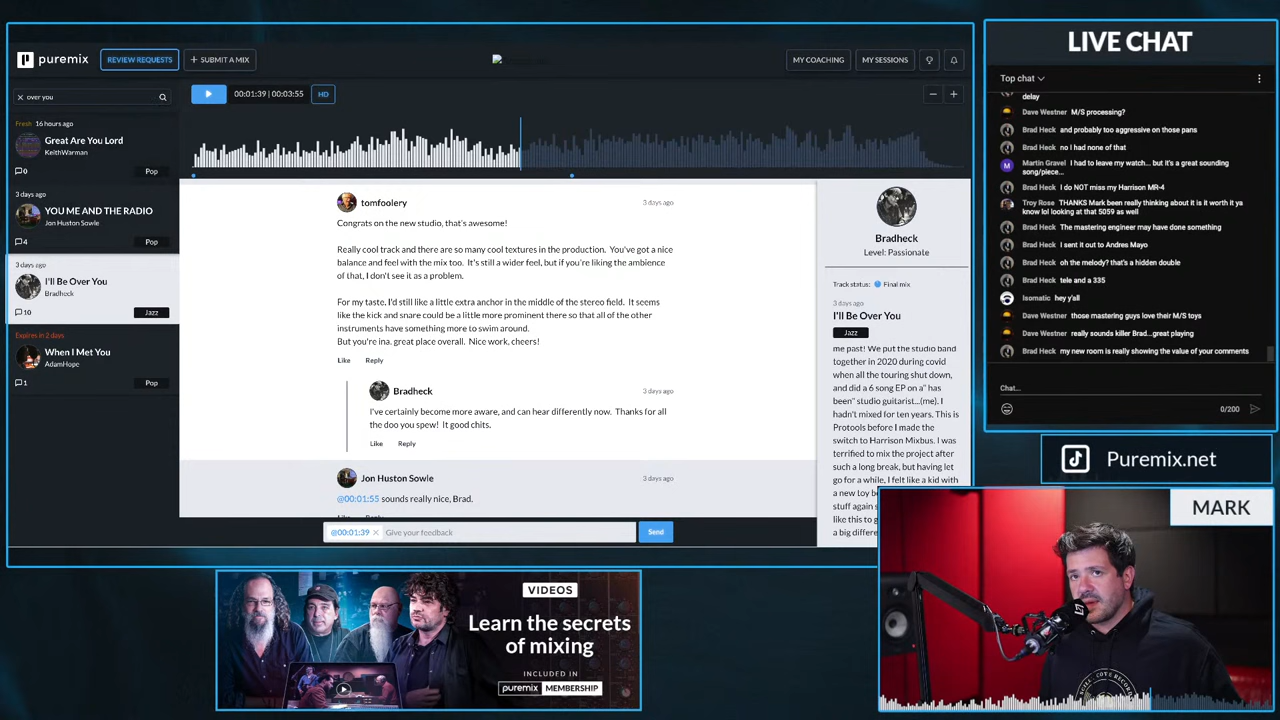 puremix
REVIEW REQUESTS
+ SUBMIT A MIX
MY COACHING
MY SESSIONS
over you
00:01:39 | 00:03:55
HD
Fresh 16 hours ago
Great Are You Lord
KeithWarman
0
Pop
3 days ago
YOU ME AND THE RADIO
Jon Huston Sowle
4
Pop
3 days ago
I'll Be Over You
Bradheck
10
Jazz
Expires in 2 days
When I Met You
AdamHope
1
Pop
tomfoolery
3 days ago
Congrats on the new studio, that's awesome!
Really cool track and there are so many cool textures in the production. You've got a nice
balance and feel with the mix too. It's still a wider feel, but if you're liking the ambience
of that, I don't see it as a problem.
For my taste, I'd still like a little extra anchor in the middle of the stereo field. It seems
like the kick and snare could be a little more prominent there so that all of the other
instruments have something more to swim around.
But you're ina. great place overall. Nice work, cheers!
Like Reply
Bradheck
3 days ago
I've certainly become more aware, and can hear differently now. Thanks for all
the doo you spew! It good chits.
Like Reply
Jon Huston Sowle
3 days ago
@00:01:55 sounds really nice, Brad.
@00:01:39 × Give your feedback
Send
Bradheck
Level: Passionate
Track status: Final mix
3 days ago
I'll Be Over You
Jazz
me past! We put the studio band
together in 2020 during covid
when all the touring shut down,
and did a 6 song EP on a" has
been" studio guitarist...(me). I
hadn't mixed for ten years. This is
Protools before I made the
switch to Harrison Mixbus. I was
terrified to mix the project after
such a long break, but having let
go for a while, I felt like a kid with
a new toy
stuff again
like this to
a big
LIVE CHAT
Top chat
delay
Dave Westner M/S processing?
Brad Heck and probably too aggressive on those pans
Brad Heck no I had none of that
Martin Gravel I had to leave my watch... but it's a great sounding
song/piece...
Brad Heck I do NOT miss my Harrison MR-4
Troy Rose THANKS Mark been really thinking about it is it worth it ya
know lol looking at that 5059 as well
Brad Heck The mastering engineer may have done something
Brad Heck I sent it out to Andres Mayo
Brad Heck oh the melody? that's a hidden double
Brad Heck tele and a 335
Isomatic hey y'all
Dave Westner those mastering guys love their M/S toys
Dave Westner really sounds killer Brad...great playing
Brad Heck my new room is really showing the value of your comments
Chat...
0/200
Puremix.net
MARK
VIDEOS
Learn the secrets
of mixing
INCLUDED IN
puremix MEMBERSHIP